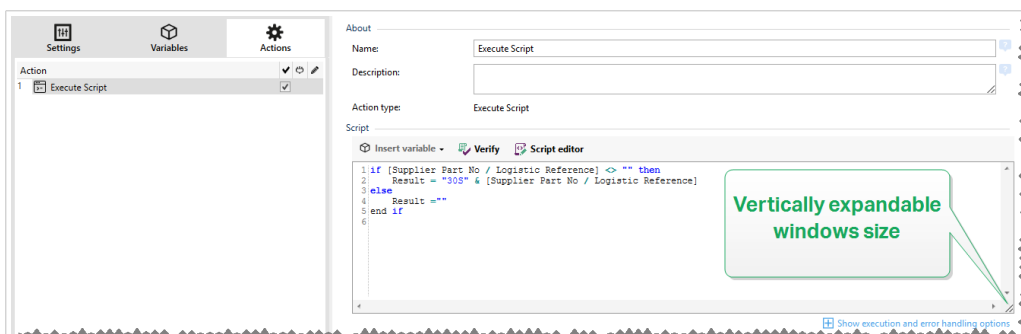 Settings Variables Actions
Action
1 Execute Script
About
Name: Execute Script
Description:
Action type: Execute Script
Script
Insert variable Verify Script editor
1 if [Supplier Part No / Logistic Reference] <> "" then
2 Result = "30S" & [Supplier Part No / Logistic Reference]
3 else
4 Result =""
5 end if
6
Vertically expandable
windows size
Show execution and error handling options